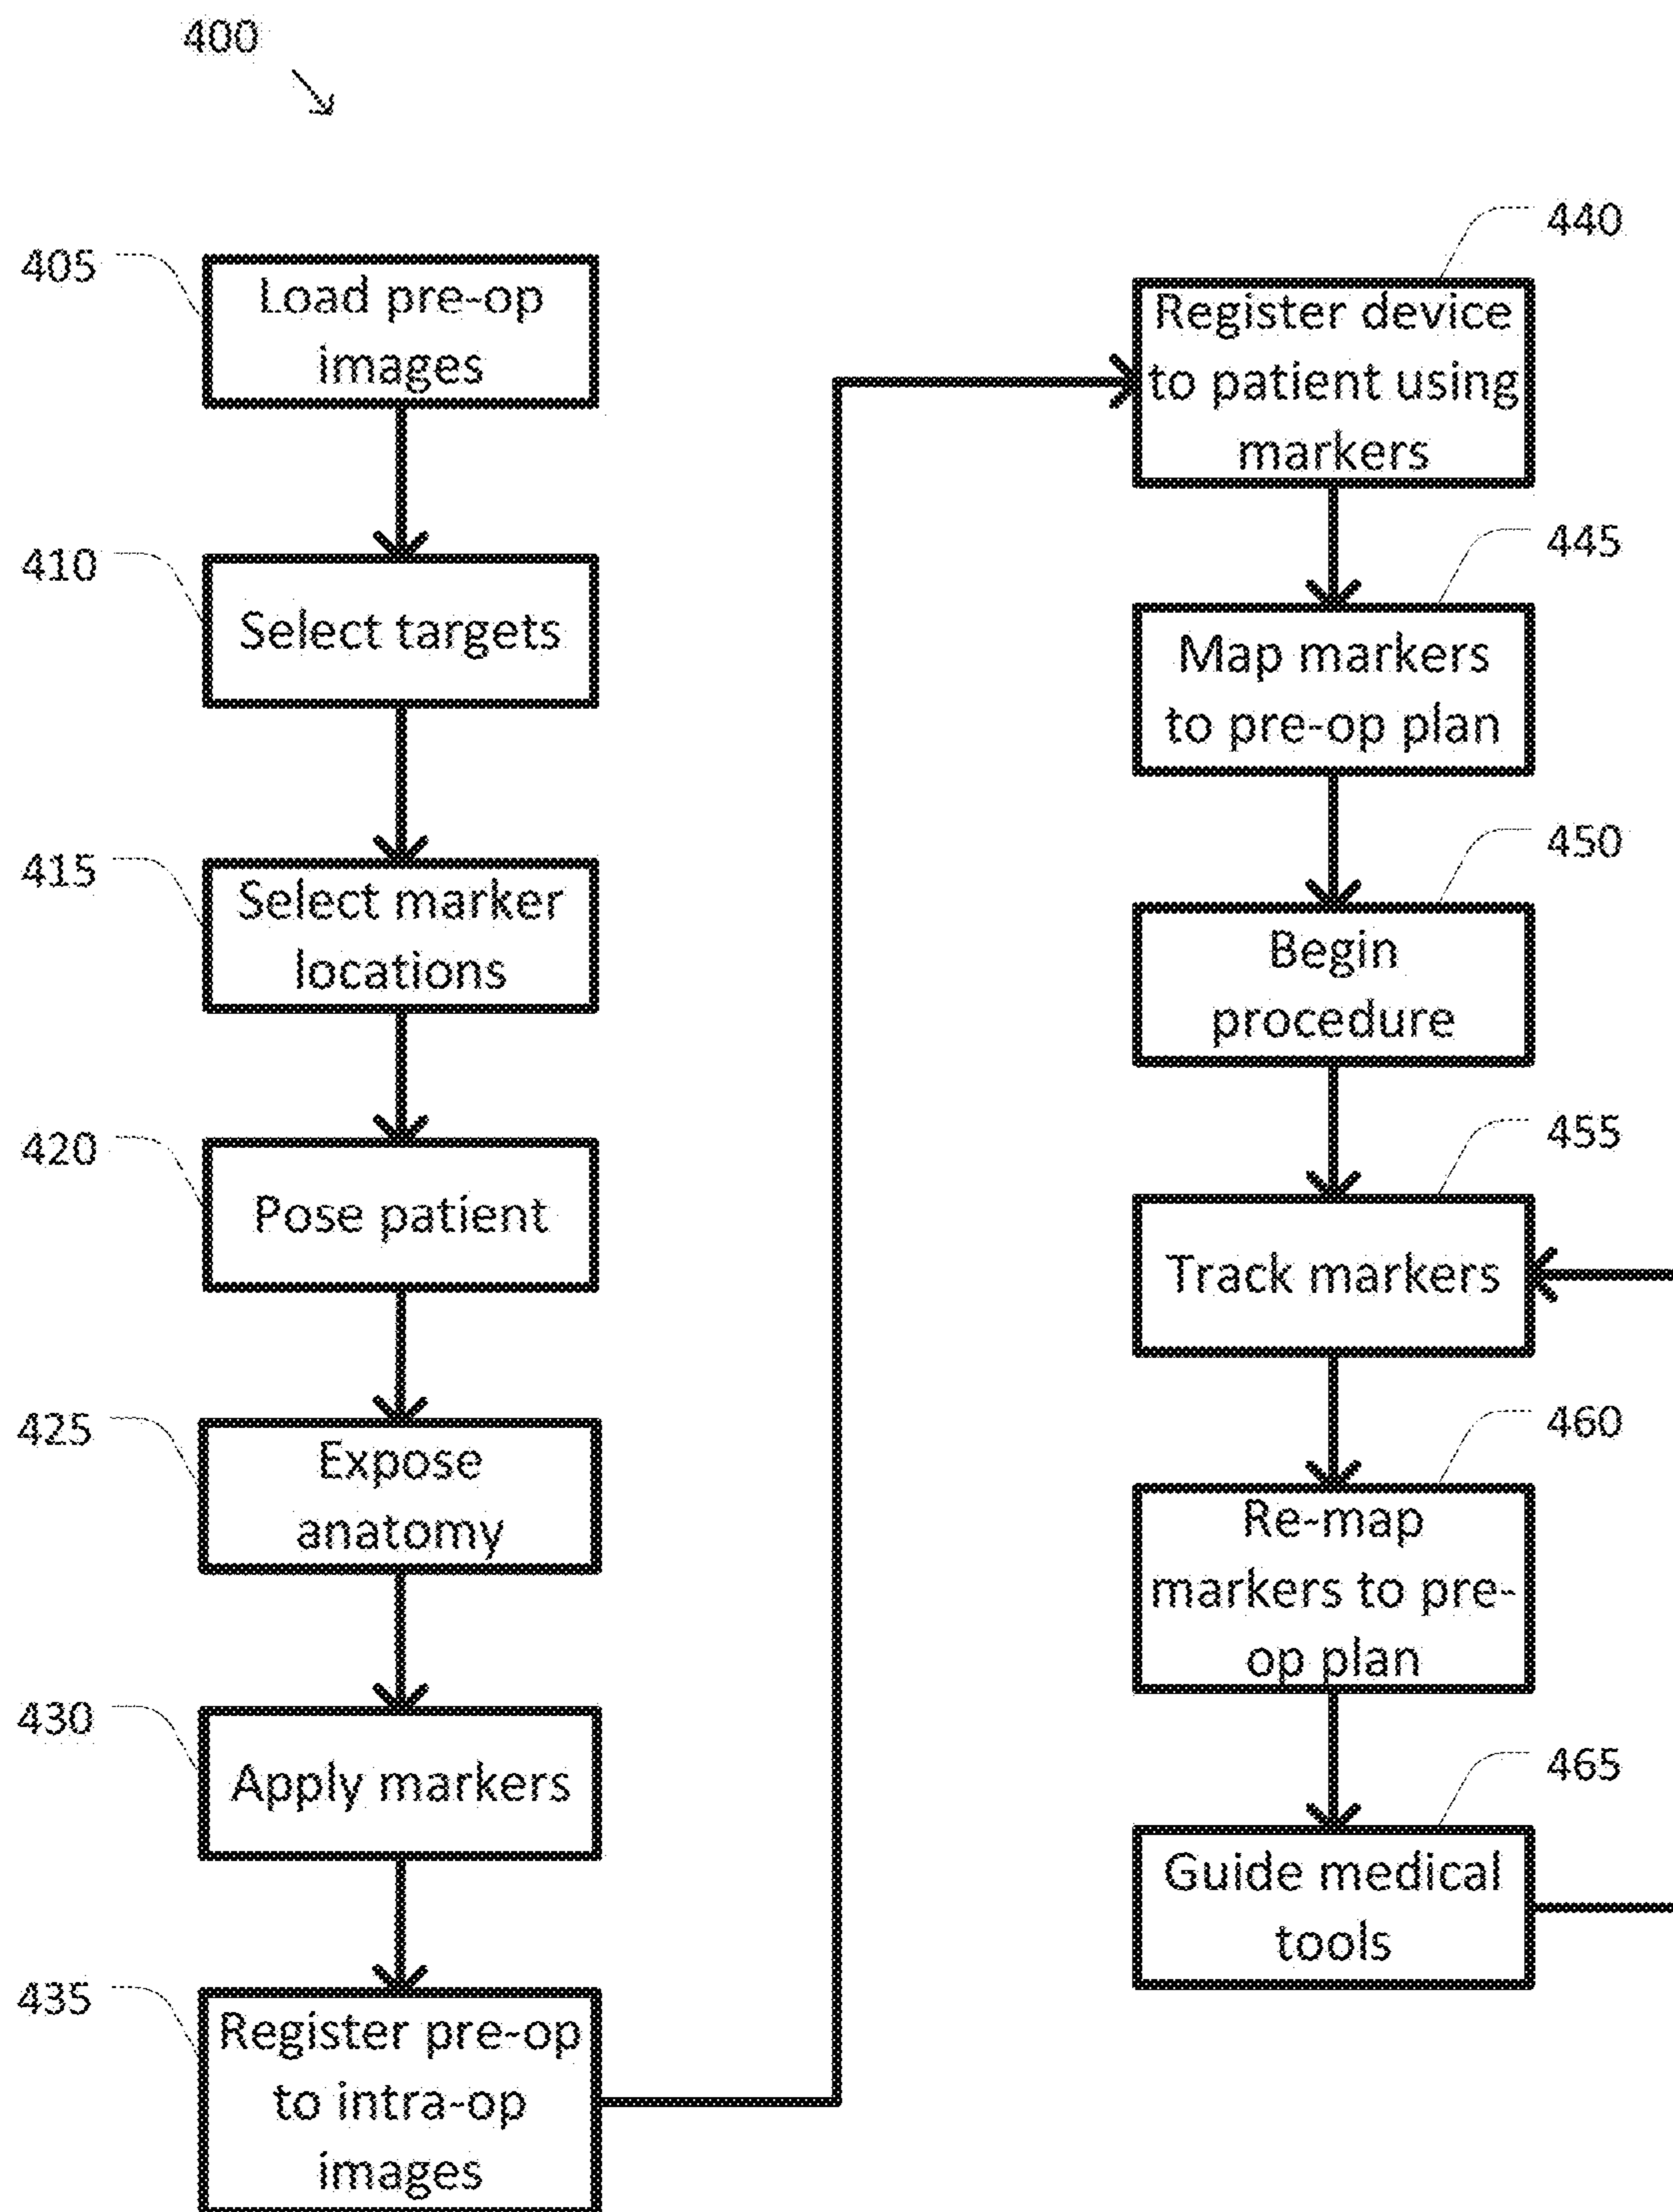 400
405
Load pre-op
images
410
Select targets
415
Select marker
locations
420
Pose patient
425
Expose
anatomy
430
Apply markers
435
Register pre-op
to intra-op
images
440
Register device
to patient using
markers
445
Map markers
to pre-op plan
450
Begin
procedure
455
Track markers
460
Re-map
markers to pre-
op plan
465
Guide medical
tools